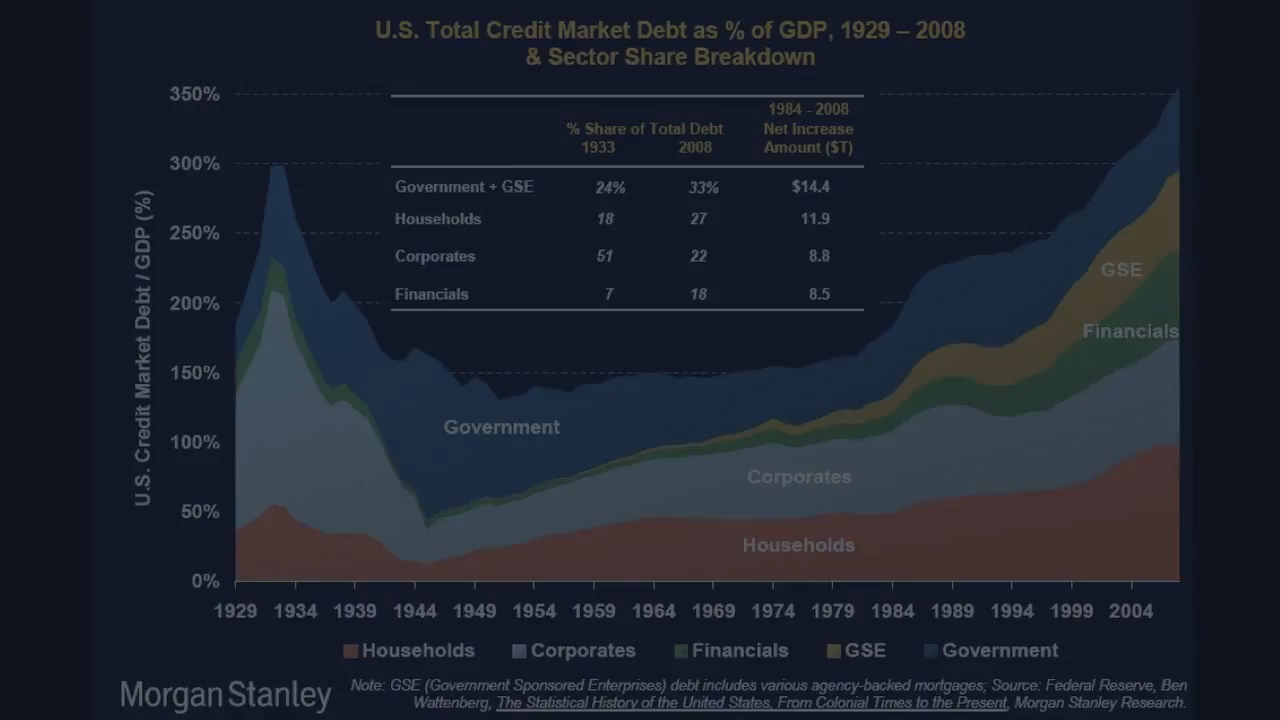 U.S. Total Credit Market Debt as % of GDP, 1929 – 2008
& Sector Share Breakdown
U.S. Credit Market Debt / GDP (%)
350%
300%
250%
200%
150%
100%
50%
0%
1984 - 2008
% Share of Total Debt Net Increase
1933 2008 Amount ($T)
Government + GSE 24% 33% $14.4
Households 18 27 11.9
Corporates 51 22 8.8
Financials 7 18 8.5
GSE
Financials
Government
Corporates
Households
1929 1934 1939 1944 1949 1954 1959 1964 1969 1974 1979 1984 1989 1994 1999 2004
Households Corporates Financials GSE Government
Morgan Stanley
Note: GSE (Government Sponsored Enterprises) debt includes various agency-backed mortgages; Source: Federal Reserve, Ben
Wattenberg, The Statistical History of the United States, From Colonial Times to the Present, Morgan Stanley Research.